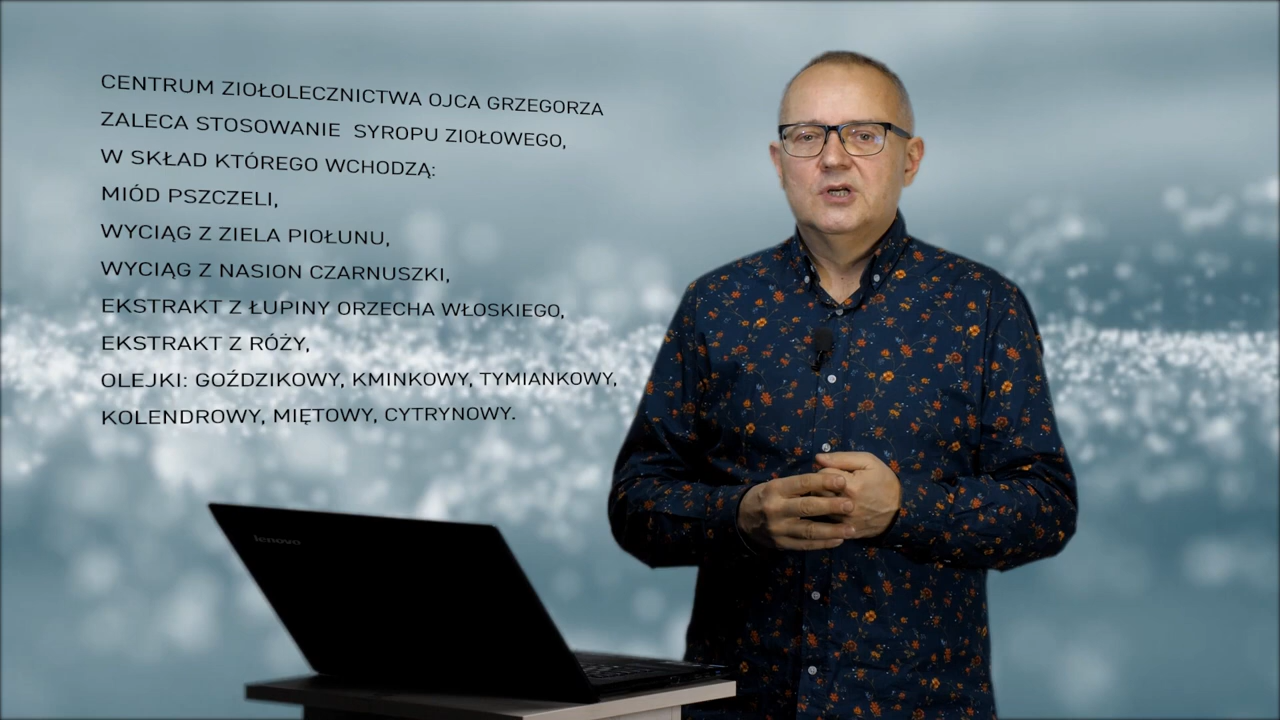 CENTRUM ZIOŁOLECZNICTWA OJCA GRZEGORZA
ZALECA STOSOWANIE SYROPU ZIOŁOWEGO,
W SKŁAD KTÓREGO WCHODZĄ:
MIÓD PSZCZELI,
WYCIĄG Z ZIELA PIOŁUNU,
WYCIĄG Z NASION CZARNUSZKI,
EKSTRAKT Z ŁUPINY ORZECHA WŁOSKIEGO,
EKSTRAKT Z RÓŻY,
OLEJKI: GOŹDZIKOWY, KMINKOWY, TYMIANKOWY,
KOLENDROWY, MIĘTOWY, CYTRYNOWY.
lenovo